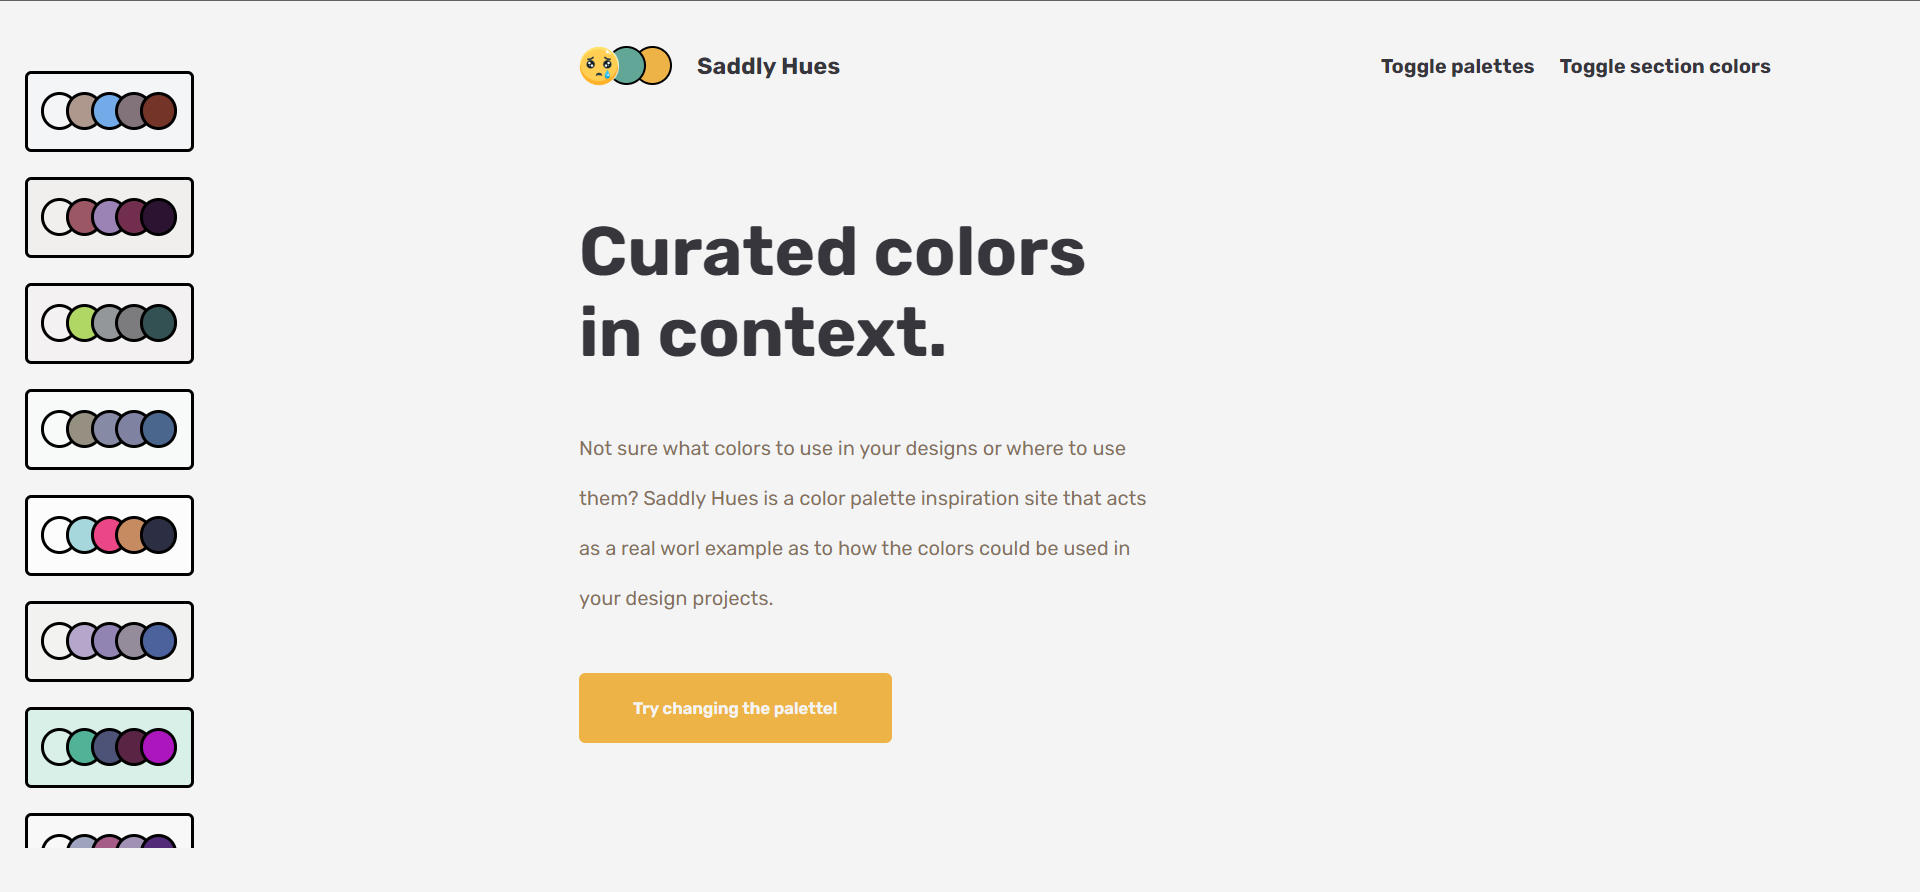 Saddly Hues
Toggle palettes
Toggle section colors
Curated colors
in context.
Not sure what colors to use in your designs or where to use
them? Saddly Hues is a color palette inspiration site that acts
as a real worl example as to how the colors could be used in
your design projects.
Try changing the palette!